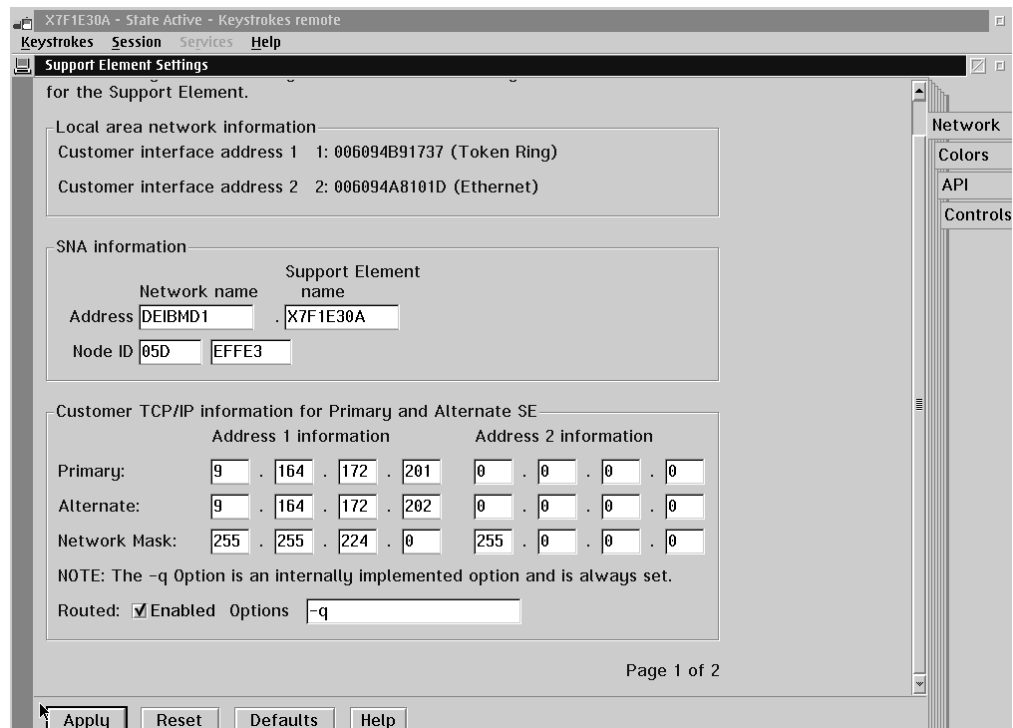 X7F1E30A - State Active - Keystrokes remote
Keystrokes Session Services Help
Support Element Settings
for the Support Element.
Local area network information
Customer interface address 1 1: 006094B91737 (Token Ring)
Customer interface address 2 2: 006094A8101D (Ethernet)
SNA information
Support Element
Network name name
Address DEIBMD1 . X7F1E30A
Node ID 05D EFFE3
Customer TCP/IP information for Primary and Alternate SE
Address 1 information Address 2 information
Primary: 9 . 164 . 172 . 201 0 . 0 . 0 . 0
Alternate: 9 . 164 . 172 . 202 0 . 0 . 0 . 0
Network Mask: 255 . 255 . 224 . 0 255 . 0 . 0 . 0
NOTE: The -q Option is an internally implemented option and is always set.
Routed: Enabled Options -q
Page 1 of 2
Apply Reset Defaults Help
Network
Colors
API
Controls